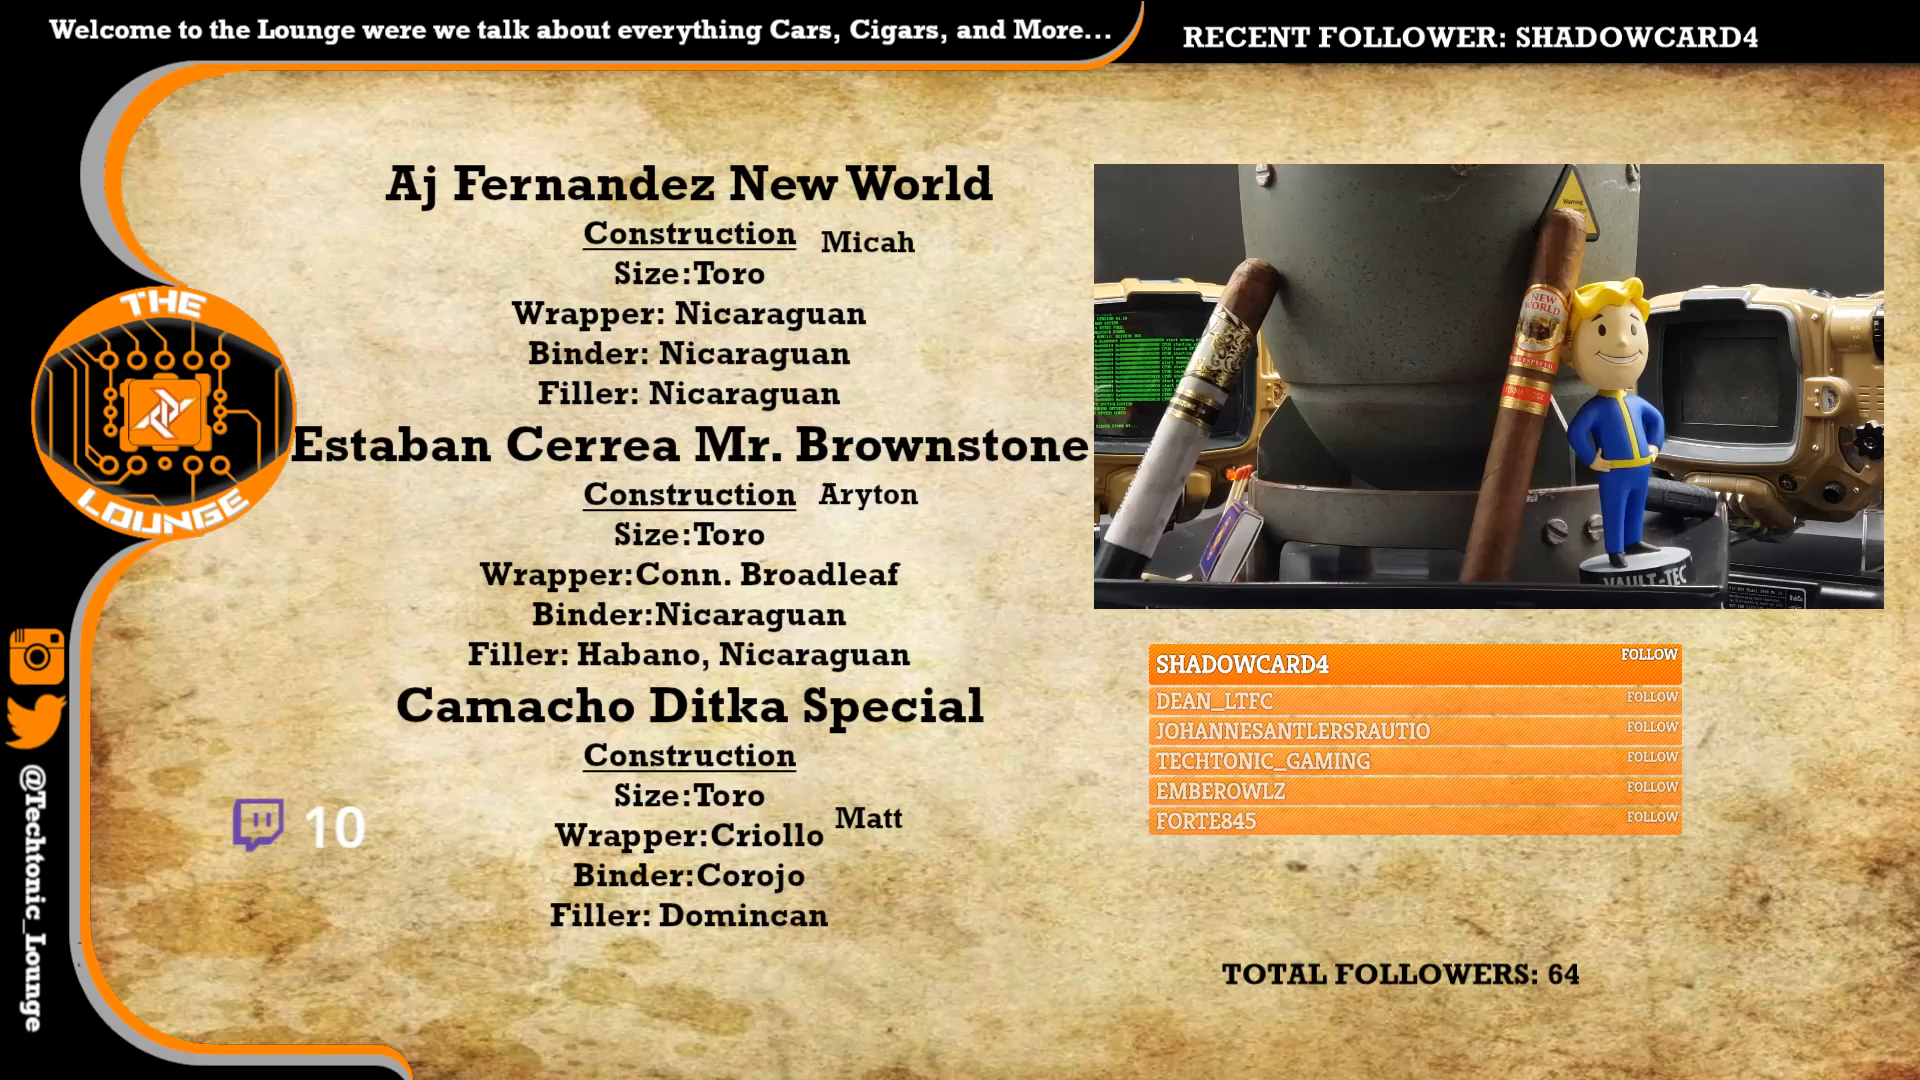 Welcome to the Lounge were we talk about everything Cars, Cigars, and More...
RECENT FOLLOWER: SHADOWCARD4
THE
LOUNGE
Aj Fernandez New World
Construction
Micah
Size:Toro
Wrapper: Nicaraguan
Binder: Nicaraguan
Filler: Nicaraguan
Estaban Cerrea Mr. Brownstone
Construction
Aryton
Size:Toro
Wrapper:Conn. Broadleaf
Binder:Nicaraguan
Filler: Habano, Nicaraguan
Camacho Ditka Special
Construction
Size:Toro
Matt
Wrapper:Criollo
Binder:Corojo
Filler: Domincan
10
@Techtonic_Lounge
Warning
NEW
WORLD
VAULT-TEC
SHADOWCARD4 FOLLOW
DEAN_LTFC FOLLOW
JOHANNESANTLERSRAUTIO FOLLOW
TECHTONIC_GAMING FOLLOW
EMBEROWLZ FOLLOW
FORTE845 FOLLOW
TOTAL FOLLOWERS: 64